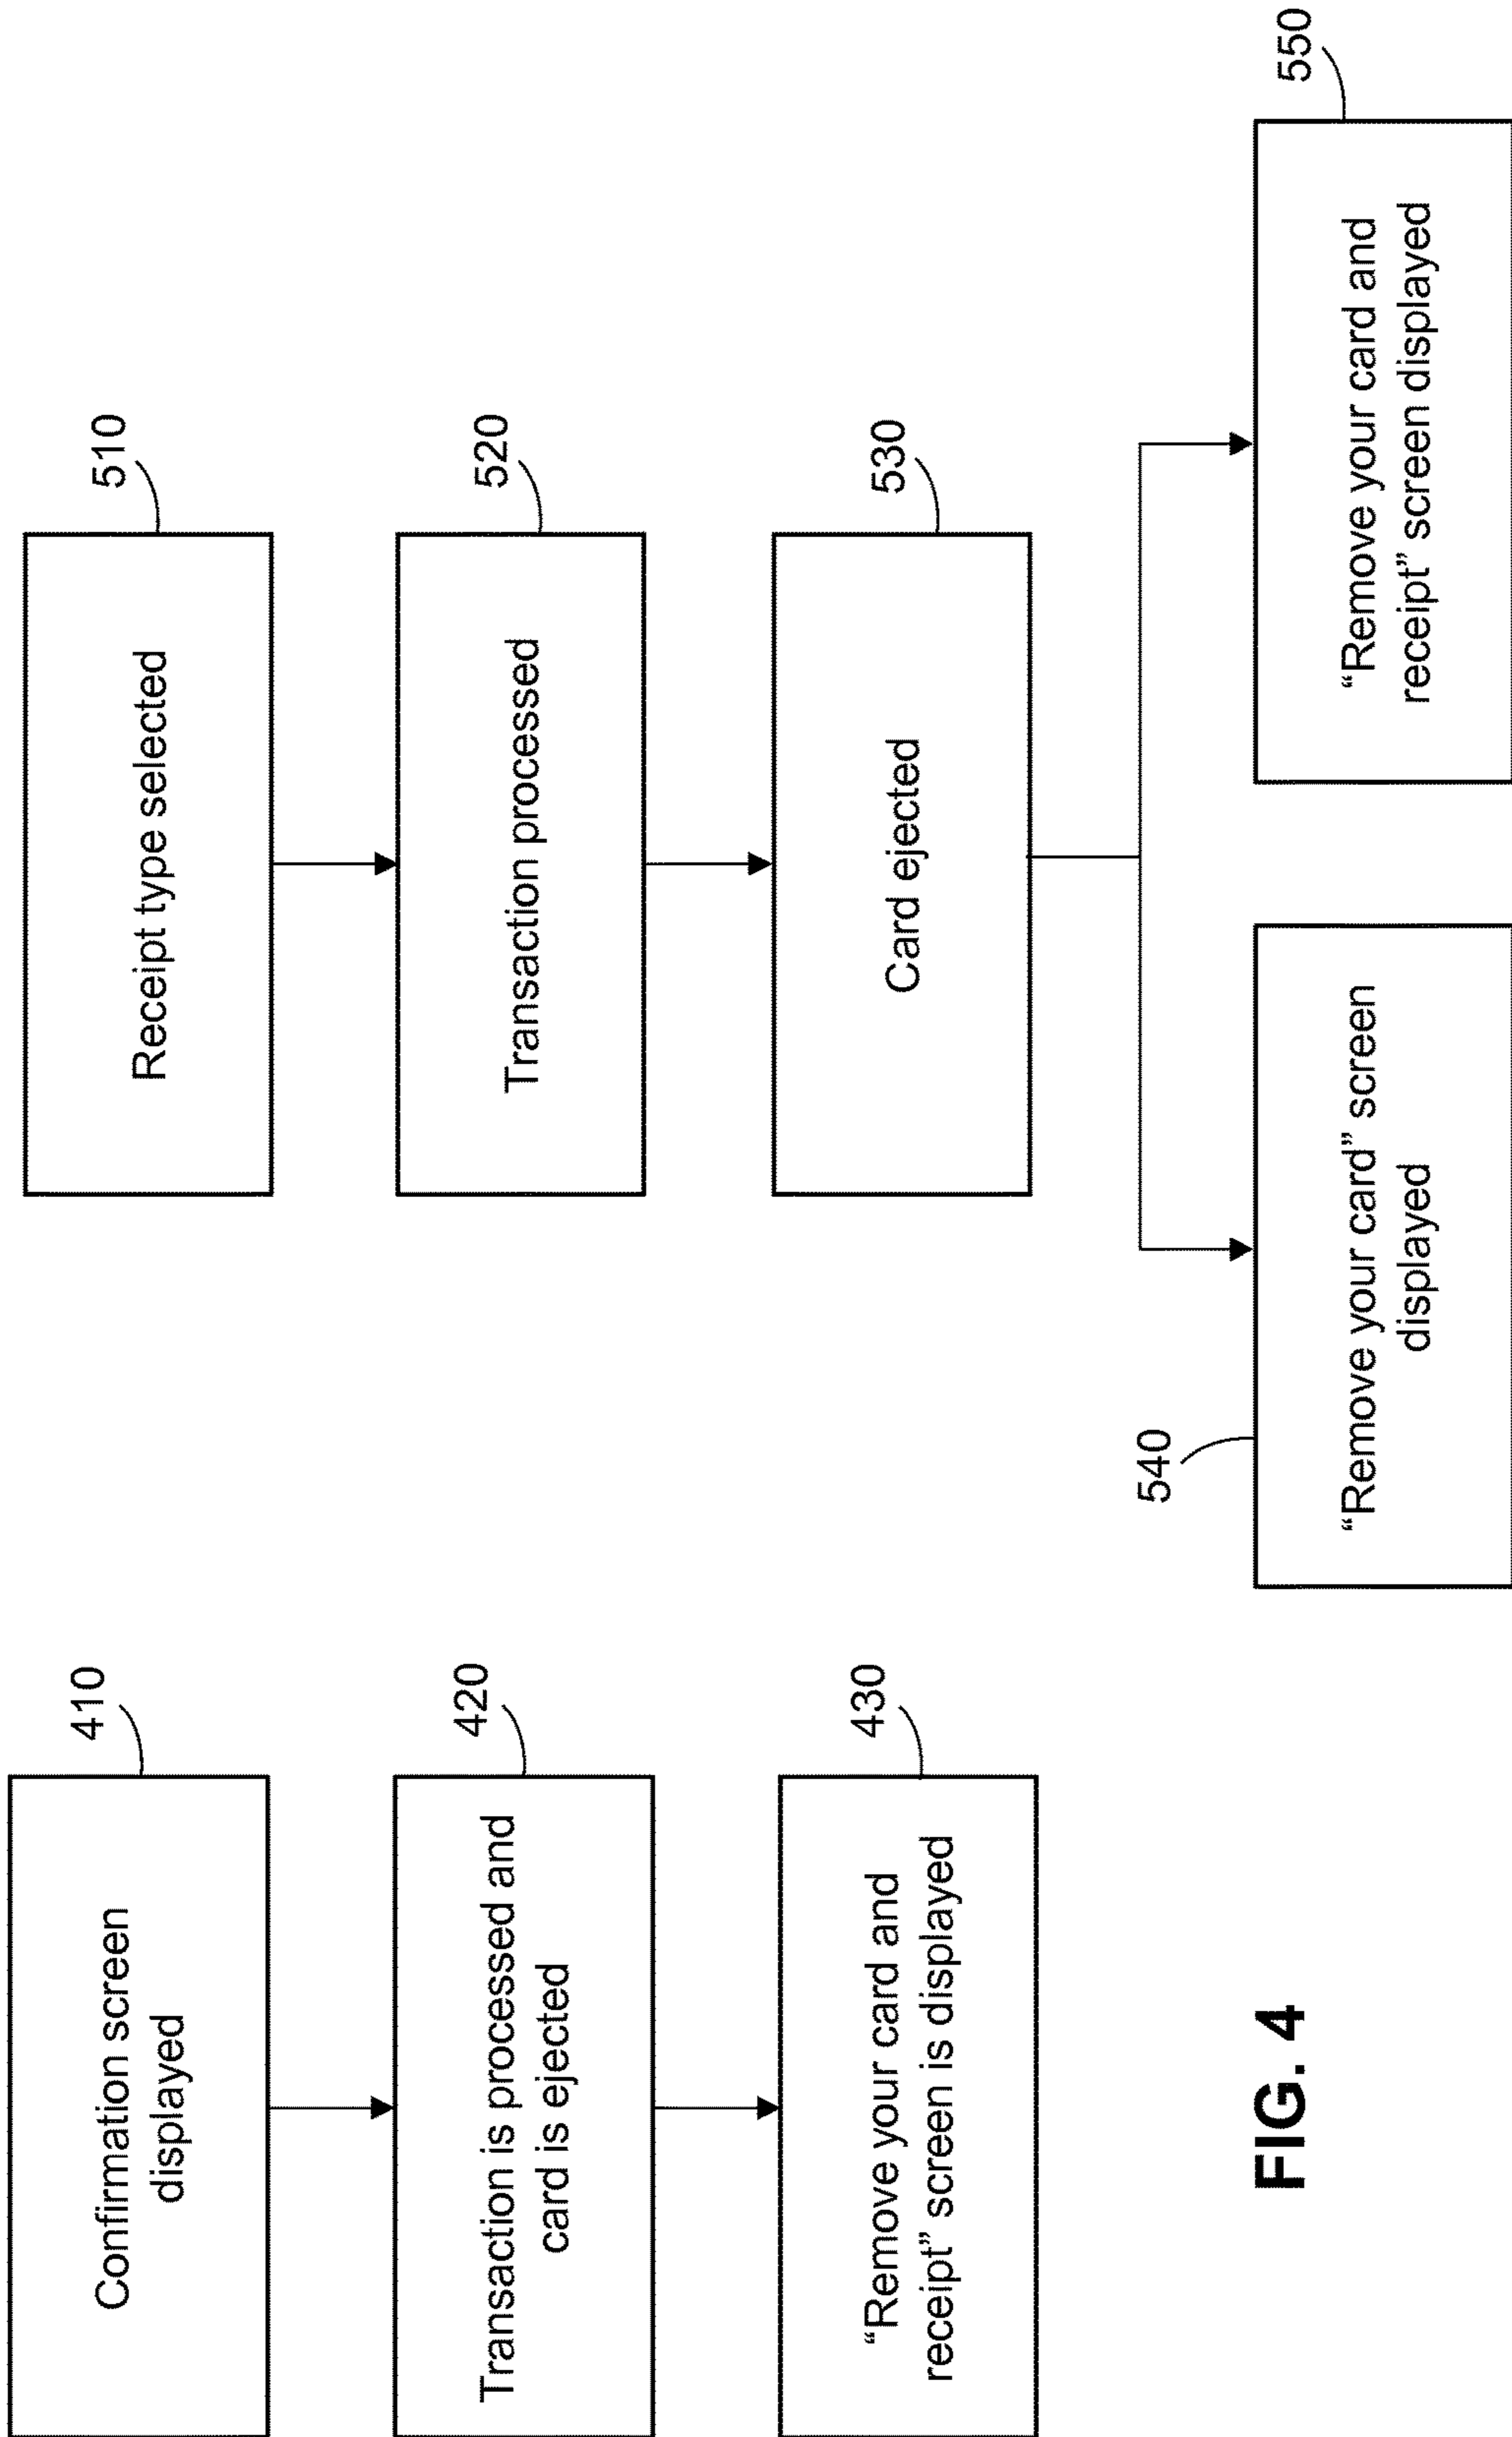 410
Confirmation screen
displayed
420
Transaction is processed and
card is ejected
430
“Remove your card and
receipt” screen is displayed
FIG. 4
510
Receipt type selected
520
Transaction processed
530
Card ejected
540
“Remove your card” screen
displayed
550
“Remove your card and
receipt” screen displayed